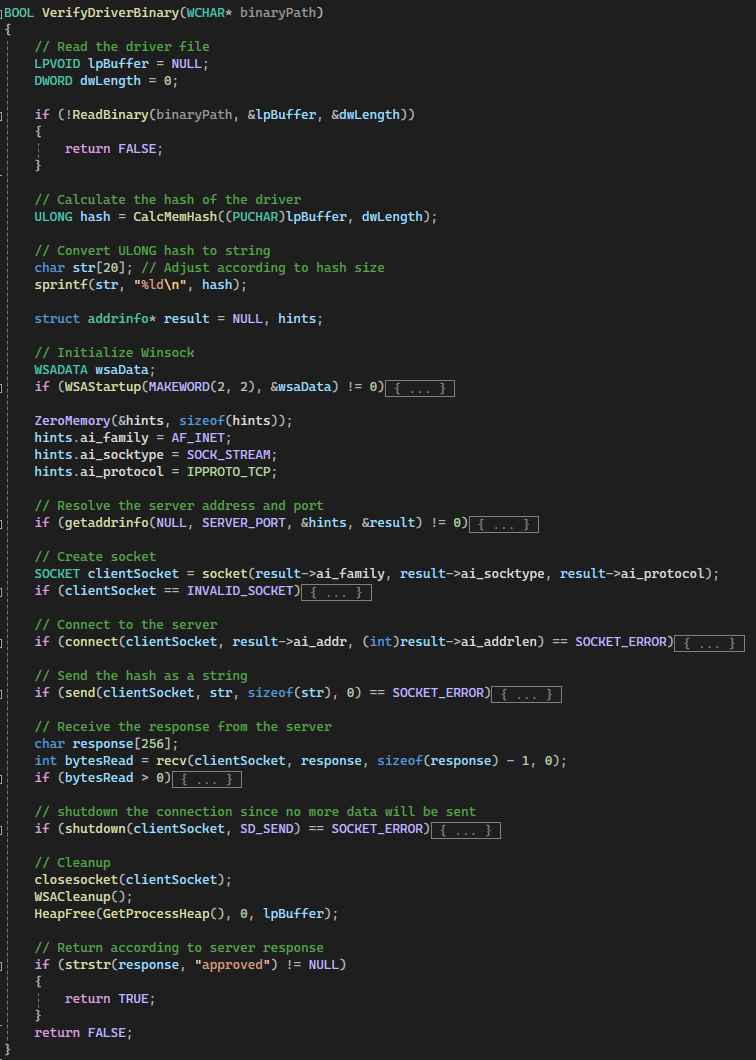 BOOL VerifyDriverBinary(WCHAR* binaryPath)
{
    // Read the driver file
    LPVOID lpBuffer = NULL;
    DWORD dwLength = 0;

    if (!ReadBinary(binaryPath, &lpBuffer, &dwLength))
    {
        return FALSE;
    }

    // Calculate the hash of the driver
    ULONG hash = CalcMemHash((PUCHAR)lpBuffer, dwLength);

    // Convert ULONG hash to string
    char str[20]; // Adjust according to hash size
    sprintf(str, "%ld\n", hash);

    struct addrinfo* result = NULL, hints;

    // Initialize Winsock
    WSADATA wsaData;
    if (WSAStartup(MAKEWORD(2, 2), &wsaData) != 0){ ... }

    ZeroMemory(&hints, sizeof(hints));
    hints.ai_family = AF_INET;
    hints.ai_socktype = SOCK_STREAM;
    hints.ai_protocol = IPPROTO_TCP;

    // Resolve the server address and port
    if (getaddrinfo(NULL, SERVER_PORT, &hints, &result) != 0){ ... }

    // Create socket
    SOCKET clientSocket = socket(result->ai_family, result->ai_socktype, result->ai_protocol);
    if (clientSocket == INVALID_SOCKET){ ... }

    // Connect to the server
    if (connect(clientSocket, result->ai_addr, (int)result->ai_addrlen) == SOCKET_ERROR){ ... }

    // Send the hash as a string
    if (send(clientSocket, str, sizeof(str), 0) == SOCKET_ERROR){ ... }

    // Receive the response from the server
    char response[256];
    int bytesRead = recv(clientSocket, response, sizeof(response) - 1, 0);
    if (bytesRead > 0){ ... }

    // shutdown the connection since no more data will be sent
    if (shutdown(clientSocket, SD_SEND) == SOCKET_ERROR){ ... }

    // Cleanup
    closesocket(clientSocket);
    WSACleanup();
    HeapFree(GetProcessHeap(), 0, lpBuffer);

    // Return according to server response
    if (strstr(response, "approved") != NULL)
    {
        return TRUE;
    }
    return FALSE;
}